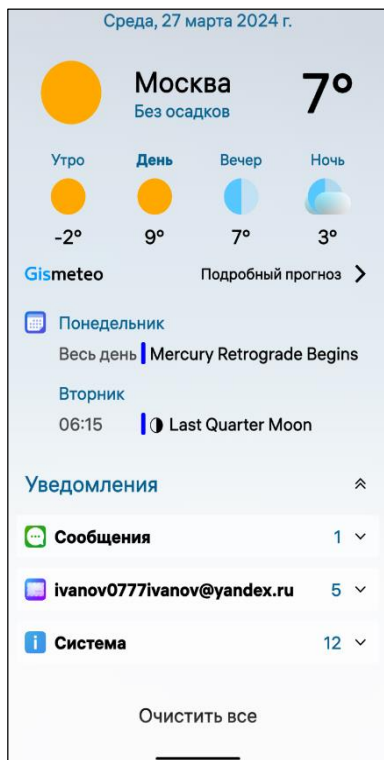 Среда, 27 марта 2024 г.
Москва
7°
Без осадков
Утро День Вечер Ночь
-2° 9° 7° 3°
Gismeteo Подробный прогноз
Понедельник
Весь день Mercury Retrograde Begins
Вторник
06:15 Last Quarter Moon
Уведомления
Сообщения 1
ivanov0777ivanov@yandex.ru 5
Система 12
Очистить все